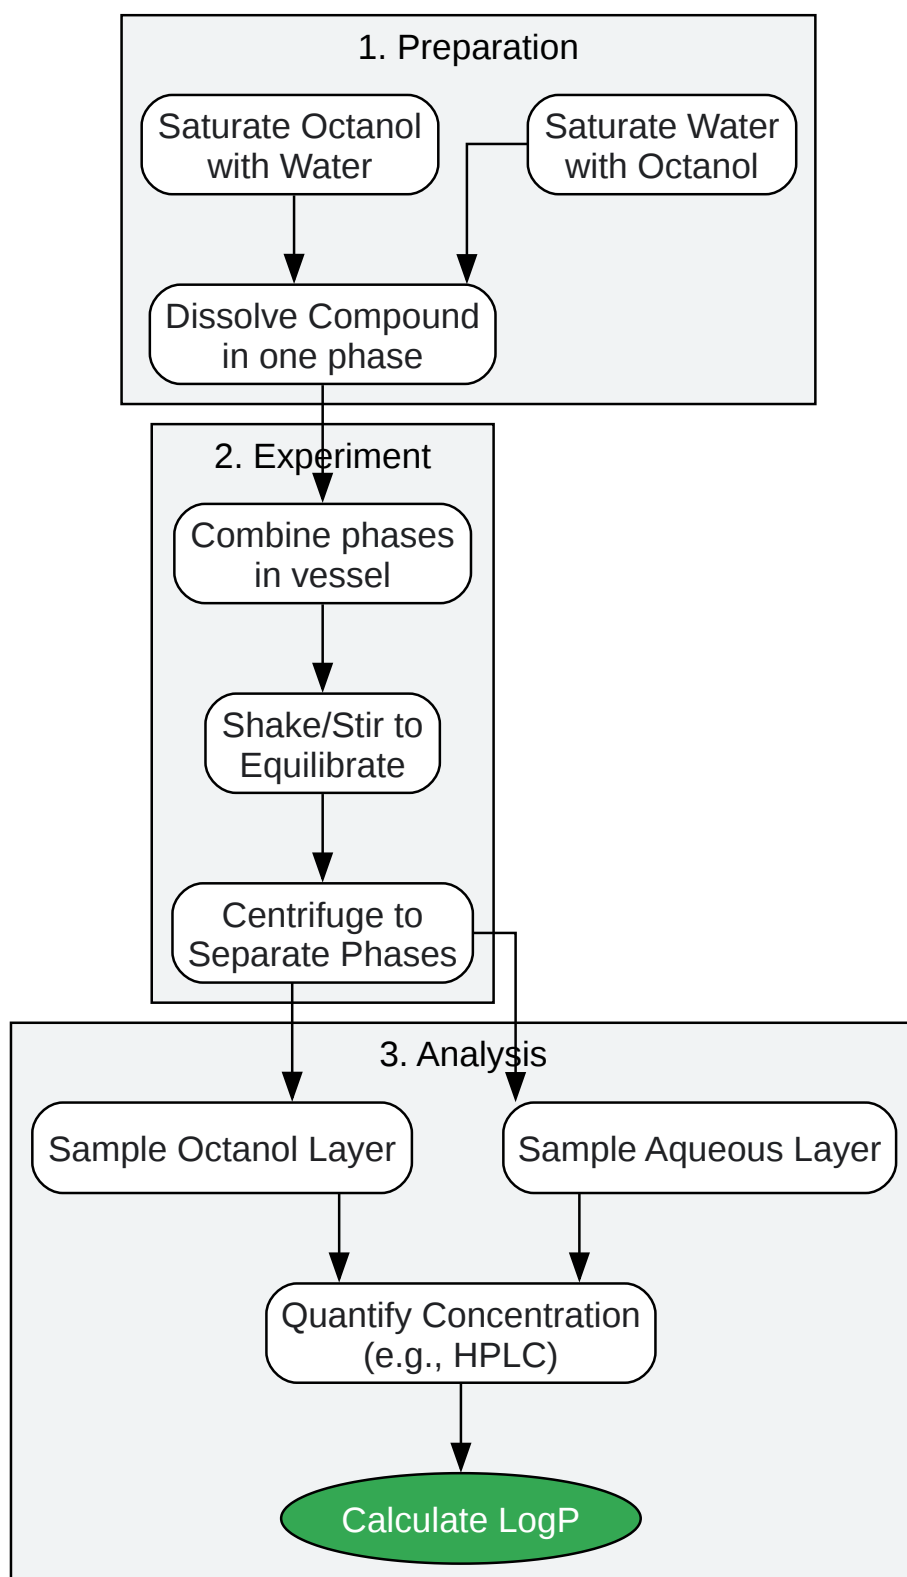 1. Preparation
Saturate Octanol
with Water
Saturate Water
with Octanol
Dissolve Compound
in one phase
2. Experiment
Combine phases
in vessel
Shake/Stir to
Equilibrate
Centrifuge to
Separate Phases
3. Analysis
Sample Octanol Layer
Sample Aqueous Layer
Quantify Concentration
(e.g., HPLC)
Calculate LogP